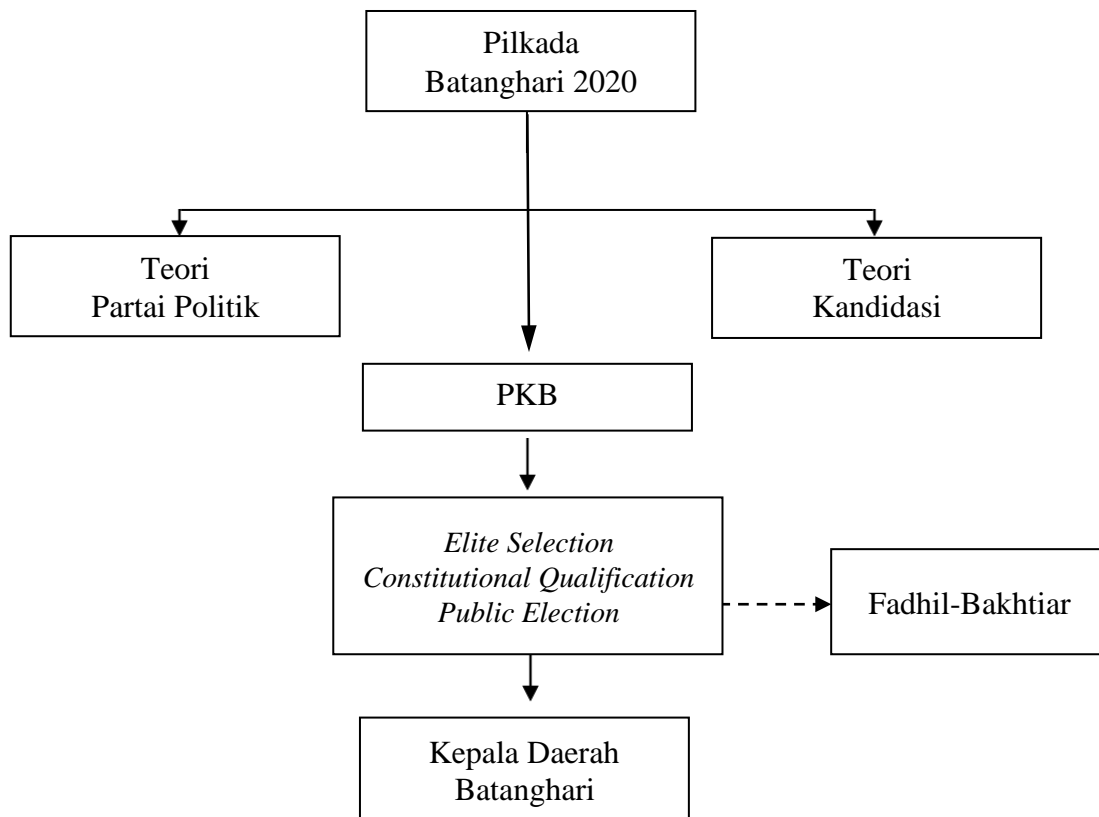 Pilkada
Batanghari 2020
Teori
Partai Politik
Teori
Kandidasi
PKB
Elite Selection
Constitutional Qualification
Public Election
Fadhil-Bakhtiar
Kepala Daerah
Batanghari